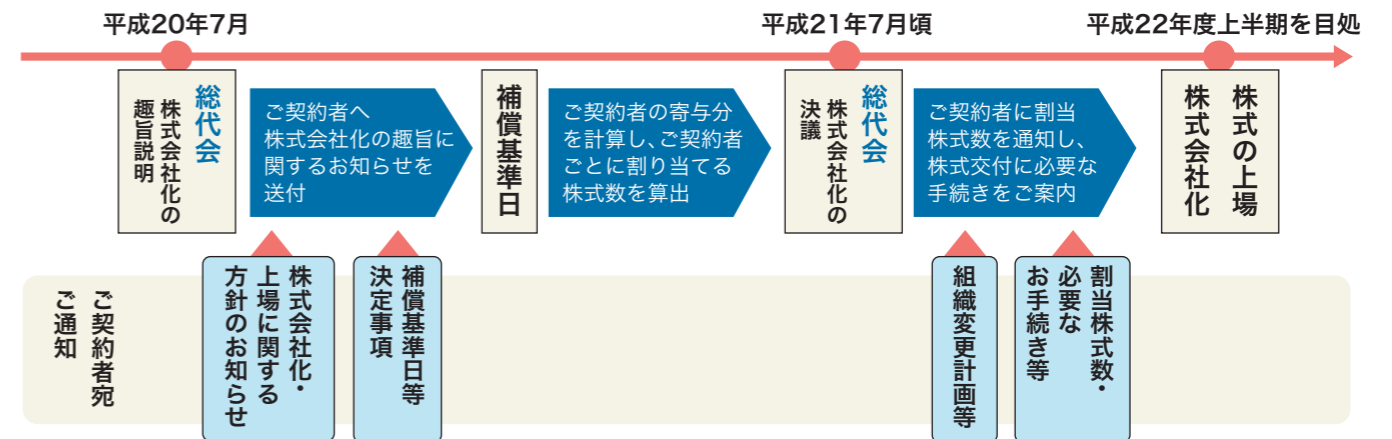 平成20年7月
平成21年7月頃
平成22年度上半期を目処
総代会
株式会社化の
趣旨説明
ご契約者へ
株式会社化の趣旨に
関するお知らせを
送付
補償基準日
ご契約者の寄与分
を計算し、ご契約者
ごとに割り当てる
株式数を算出
総代会
株式会社化の
決議
ご契約者に割当
株式数を通知し、
株式交付に必要な
手続きをご案内
株式の上場
株式会社化
ご契約者宛
ご通知
株式会社化・
上場に関する
方針のお知らせ
補償基準日等
決定事項
組織変更計画等
割当株式数・
必要な
お手続き等